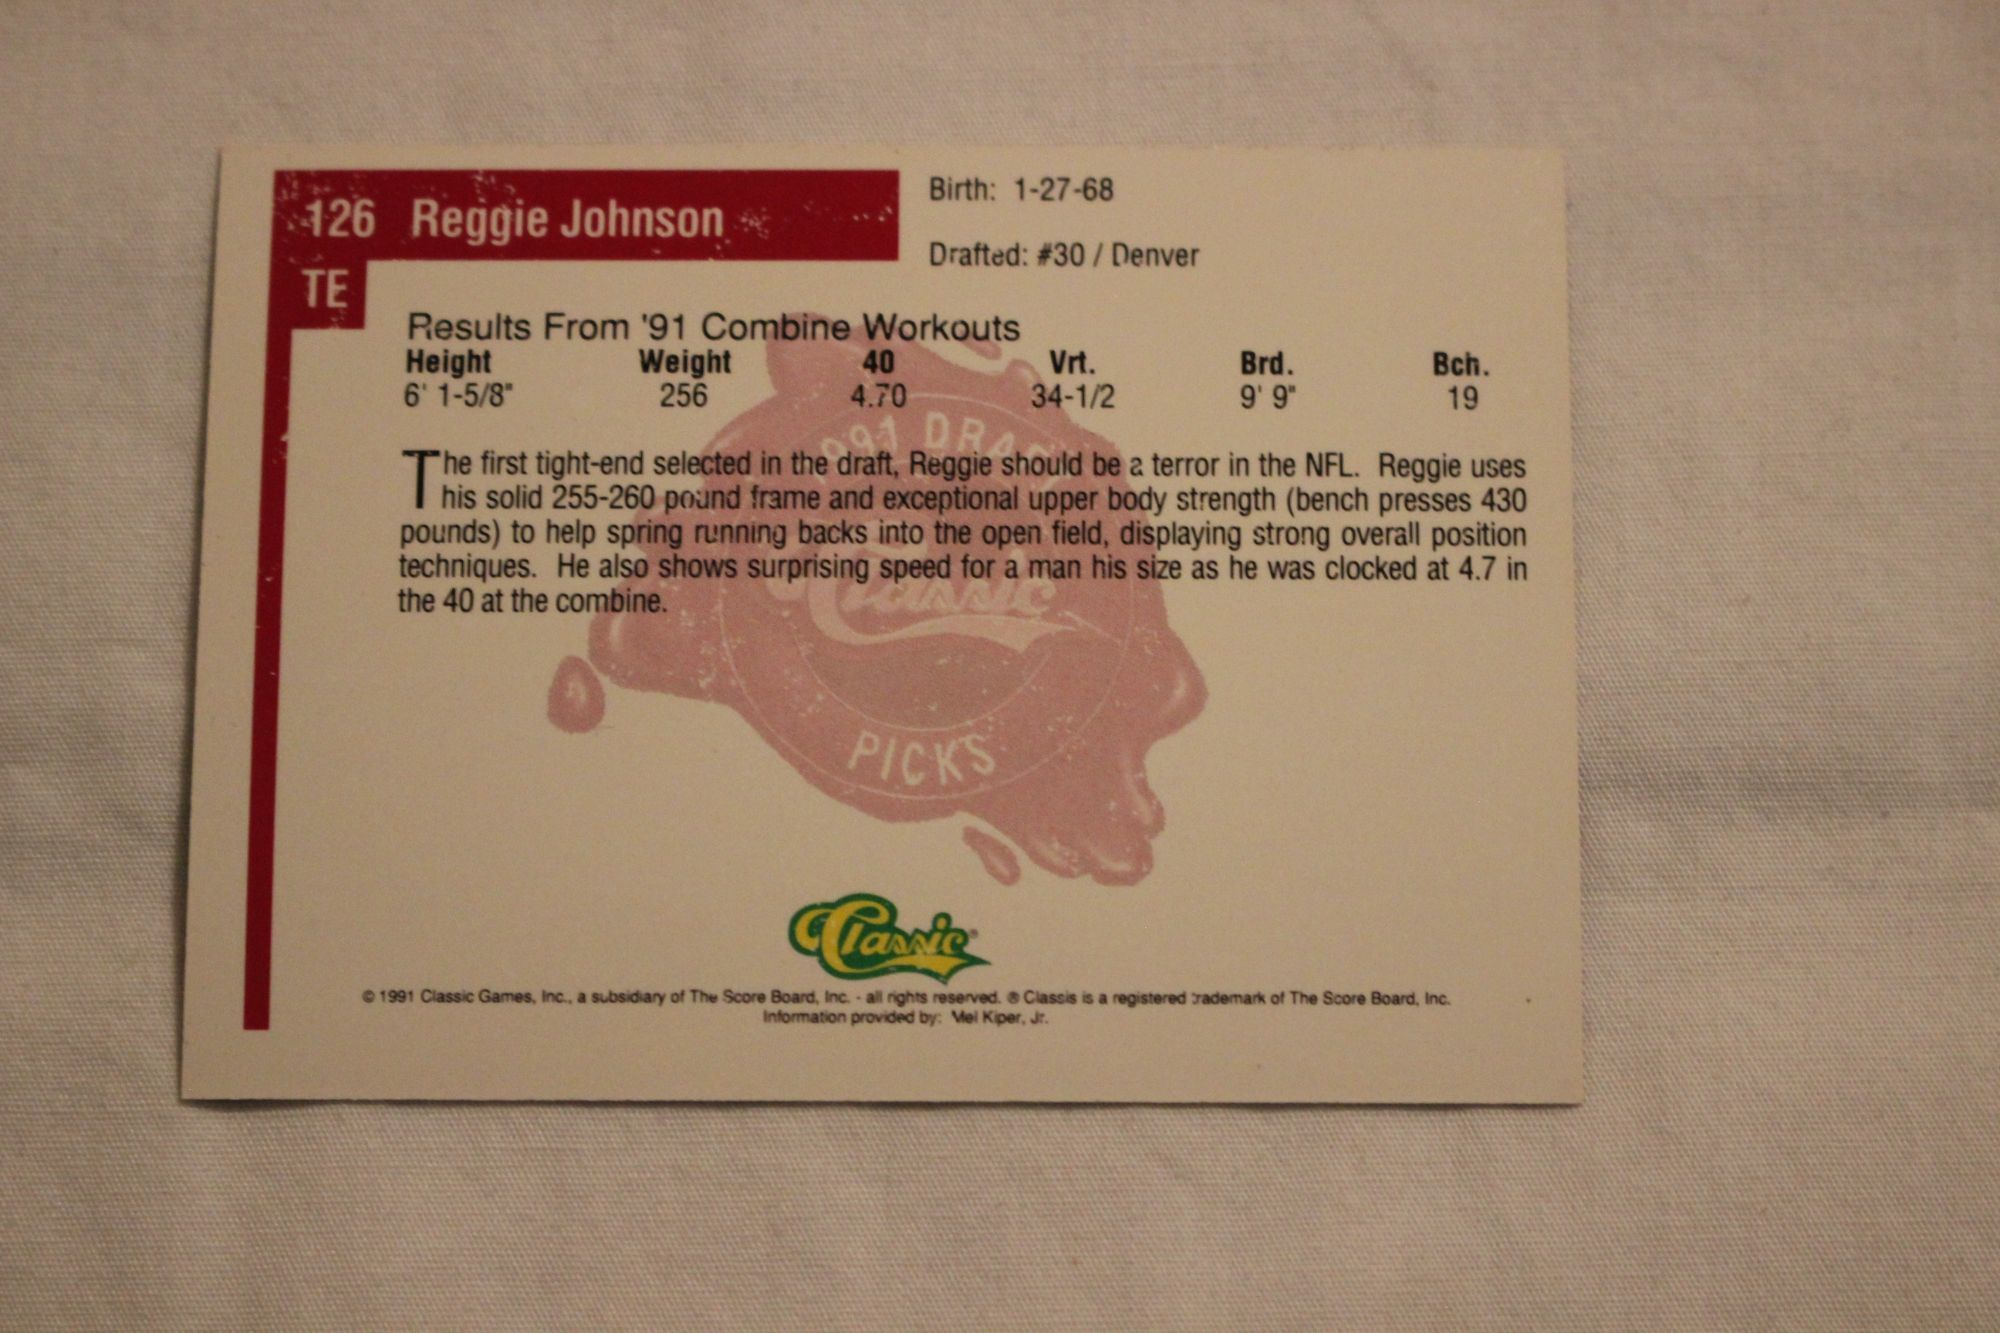 126 Reggie Johnson
TE
Birth: 1-27-68
Drafted: #30 / Denver
Results From '91 Combine Workouts
Height Weight 40 Vrt. Brd. Bch.
6' 1-5/8" 256 4.70 34-1/2 9' 9" 19
The first tight-end selected in the draft, Reggie should be a terror in the NFL. Reggie uses
his solid 255-260 pound frame and exceptional upper body strength (bench presses 430
pounds) to help spring running backs into the open field, displaying strong overall position
techniques. He also shows surprising speed for a man his size as he was clocked at 4.7 in
the 40 at the combine.
1991 DRAFT
Classic
PICKS
Classic®
© 1991 Classic Games, Inc., a subsidiary of The Score Board, Inc. - all rights reserved. ® Classis is a registered trademark of The Score Board, Inc.
Information provided by: Mel Kiper, Jr.